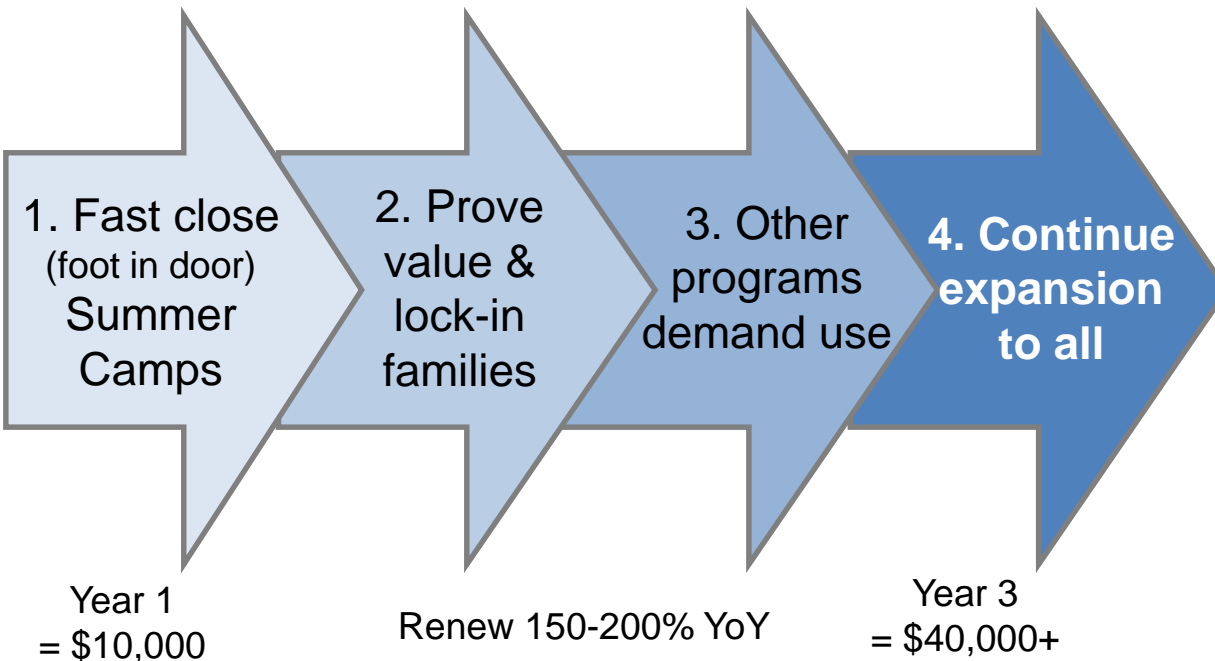 1. Fast close
(foot in door)
Summer
Camps
2. Prove
value &
lock-in
families
3. Other
programs
demand use
4. Continue
expansion
to all
Year 1
= $10,000
Renew 150-200% YoY
Year 3
= $40,000+